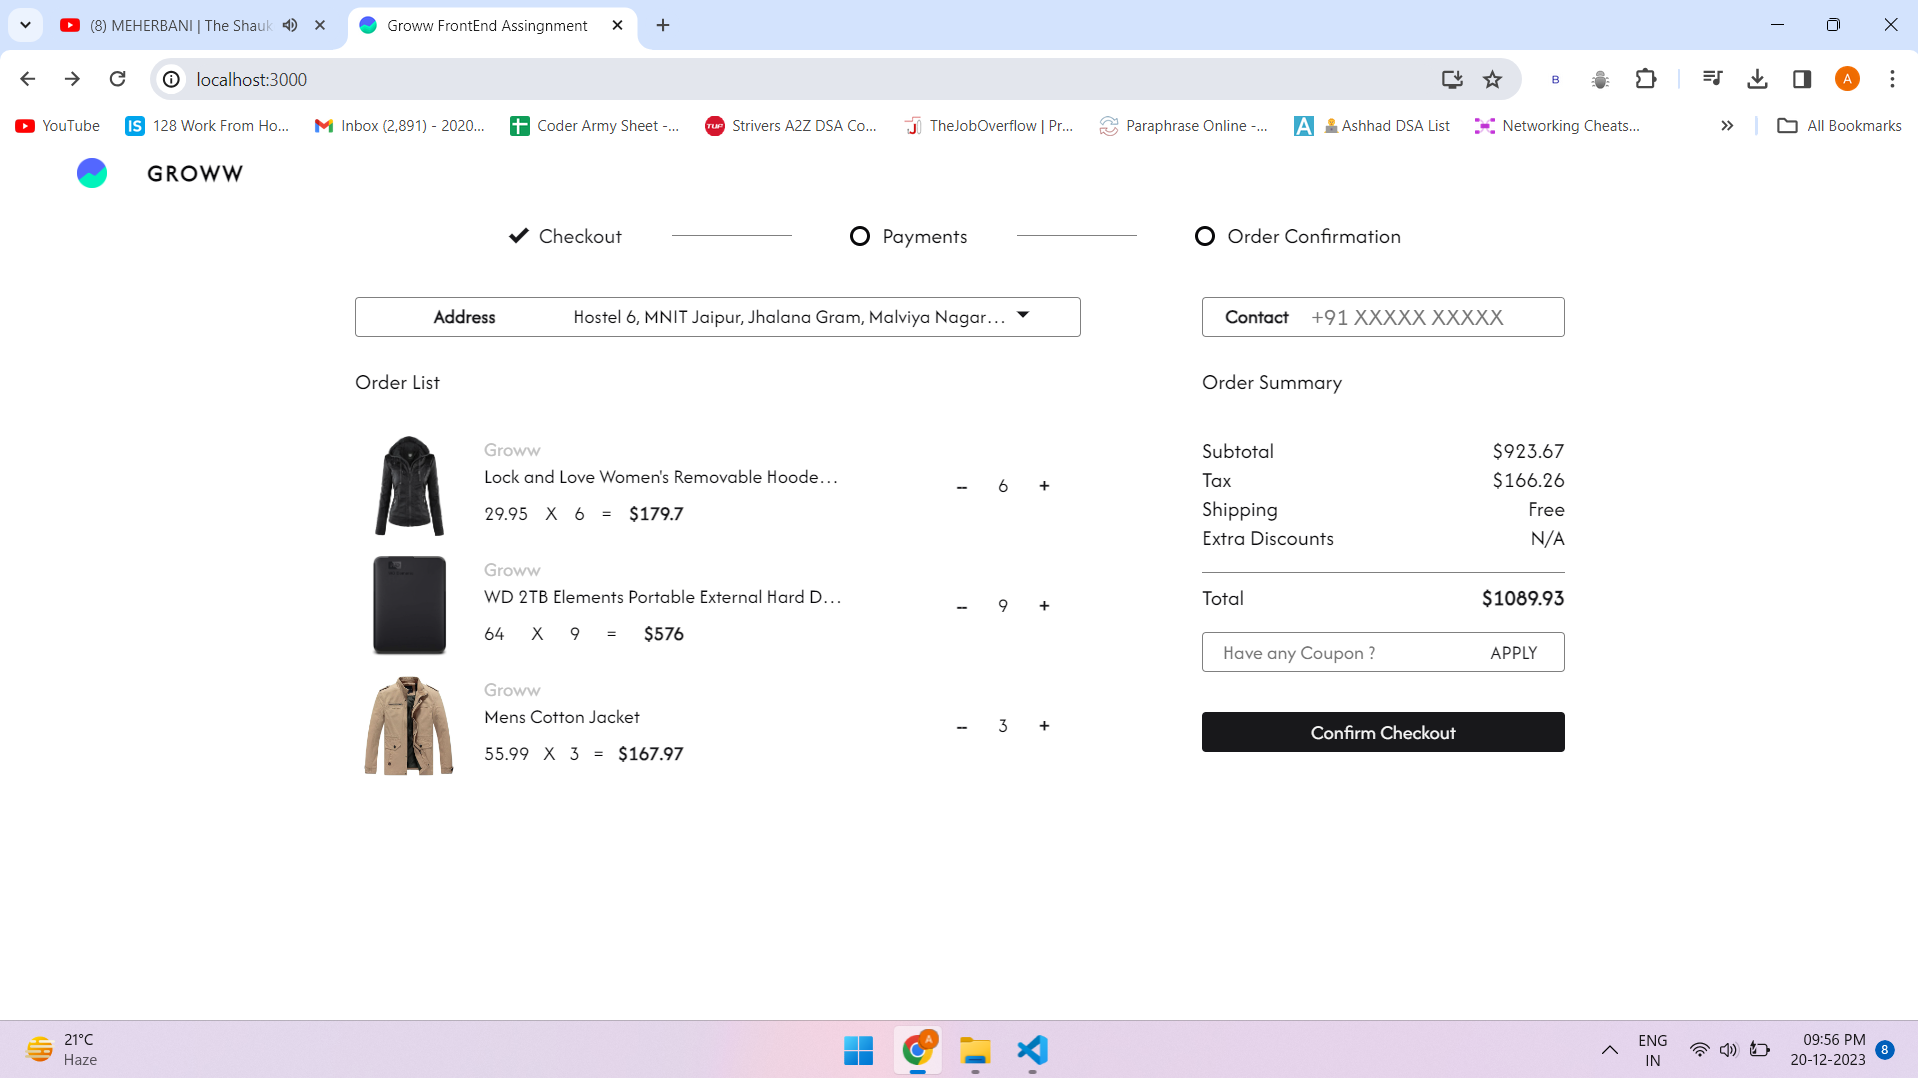 (8) MEHERBANI | The Shauk
Groww FrontEnd Assingnment
localhost:3000
B
A
YouTube
128 Work From Ho...
Inbox (2,891) - 2020...
Coder Army Sheet -...
TUF
Strivers A2Z DSA Co...
TheJobOverflow | Pr...
Paraphrase Online -...
Ashhad DSA List
Networking Cheats...
All Bookmarks
GROWW
Checkout
Payments
Order Confirmation
Address Hostel 6, MNIT Jaipur, Jhalana Gram, Malviya Nagar...
Contact +91 XXXXX XXXXX
Order List
Groww
Lock and Love Women's Removable Hoode...
29.95 X 6 = $179.7
-- 6 +
Groww
WD 2TB Elements Portable External Hard D...
64 X 9 = $576
-- 9 +
Groww
Mens Cotton Jacket
55.99 X 3 = $167.97
-- 3 +
Order Summary
Subtotal $923.67
Tax $166.26
Shipping Free
Extra Discounts N/A
Total $1089.93
Have any Coupon ? APPLY
Confirm Checkout
21°C
Haze
A
ENG
IN
09:56 PM
20-12-2023
8